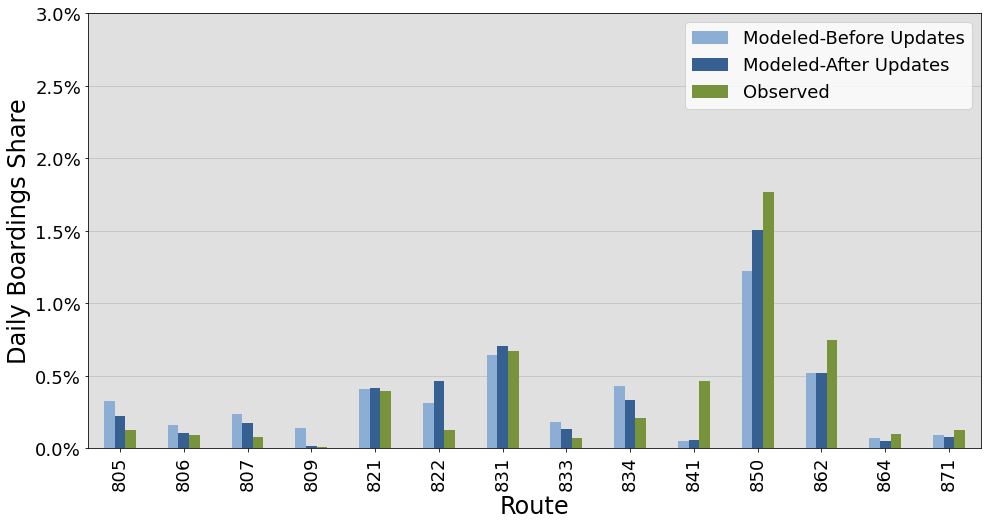 3.0%
2.5%
2.0%
1.5%
1.0%
0.5%
0.0%
Daily Boardings Share
Modeled-Before Updates
Modeled-After Updates
Observed
805 806 807 809 821 822 831 833 834 841 850 862 864 871
Route